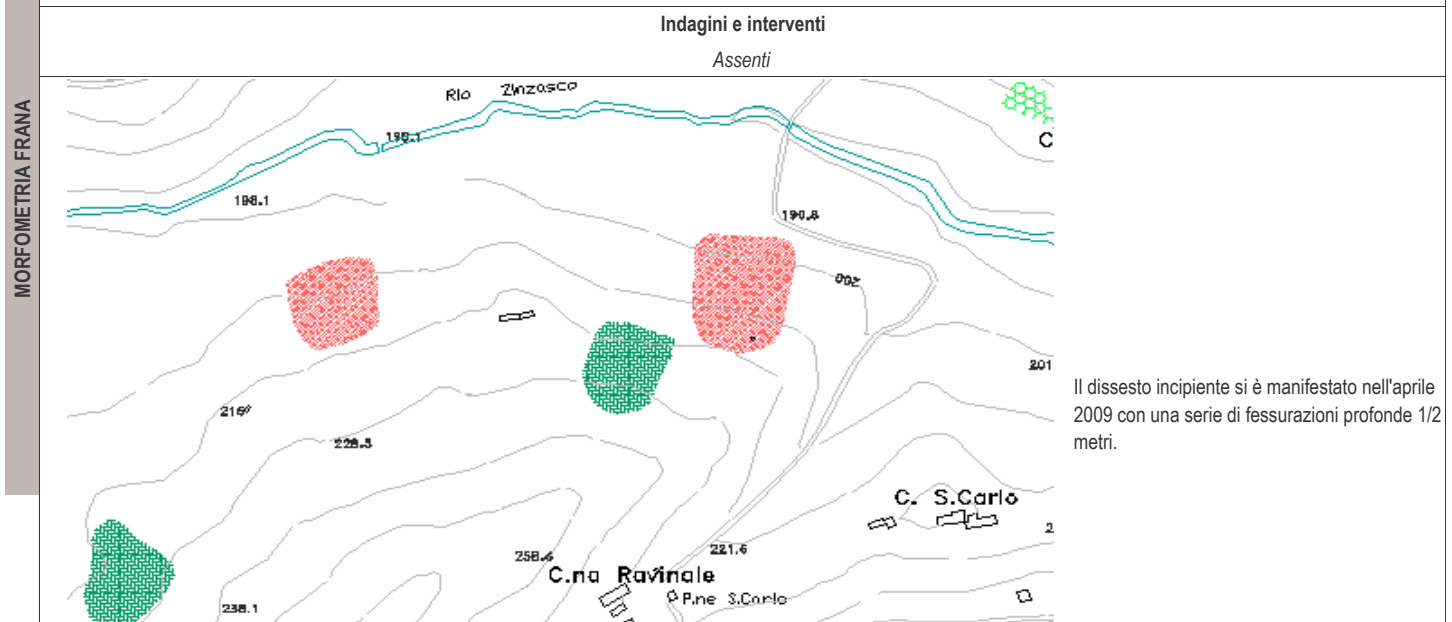 MORFOMETRIA FRANA
Indagini e interventi
Assenti
Rio Zinzasco
198.1
198.1
190.8
C
200
201
216
228.5
Il dissesto incipiente si è manifestato nell'aprile
2009 con una serie di fessurazioni profonde 1/2
metri.
C. S.Carlo
258.4
221.6
2
C.na Ravinale
P.ne S.Carlo
238.1